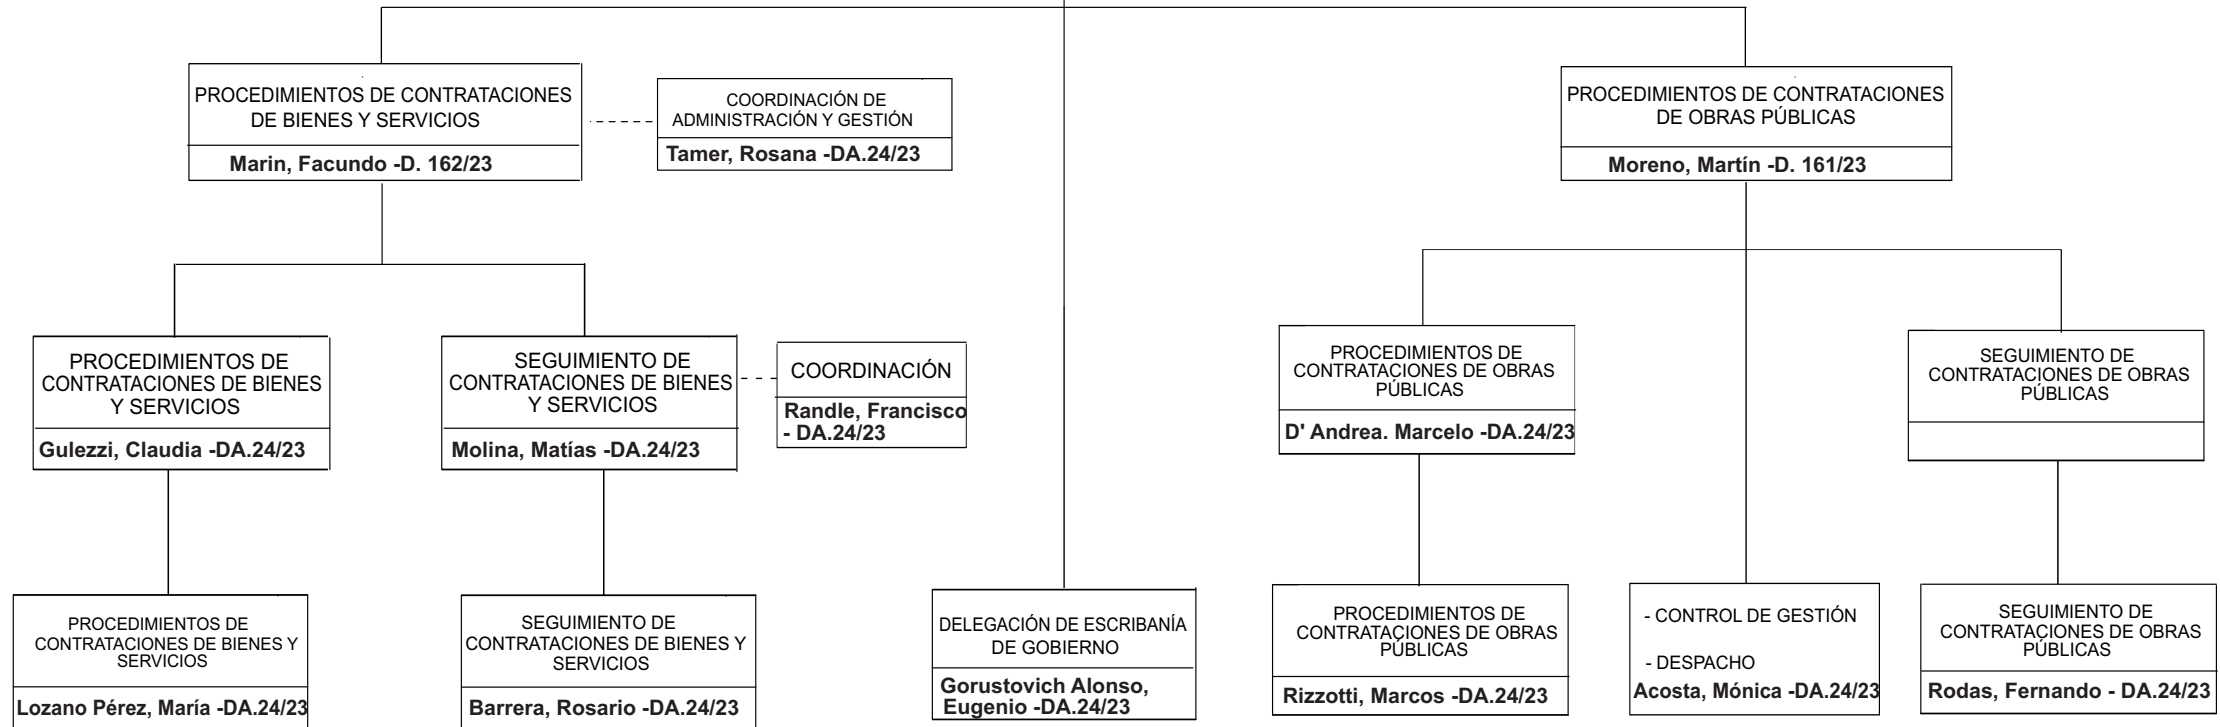 PROCEDIMIENTOS DE CONTRATACIONES
DE BIENES Y SERVICIOS
Marin, Facundo -D. 162/23
COORDINACIÓN DE
ADMINISTRACIÓN Y GESTIÓN
Tamer, Rosana -DA.24/23
PROCEDIMIENTOS DE CONTRATACIONES
DE OBRAS PÚBLICAS
Moreno, Martín -D. 161/23
PROCEDIMIENTOS DE
CONTRATACIONES DE BIENES
Y SERVICIOS
Gulezzi, Claudia -DA.24/23
SEGUIMIENTO DE
CONTRATACIONES DE BIENES
Y SERVICIOS
Molina, Matías -DA.24/23
COORDINACIÓN
Randle, Francisco
- DA.24/23
PROCEDIMIENTOS DE
CONTRATACIONES DE OBRAS
PÚBLICAS
D' Andrea. Marcelo -DA.24/23
SEGUIMIENTO DE
CONTRATACIONES DE OBRAS
PÚBLICAS
PROCEDIMIENTOS DE
CONTRATACIONES DE BIENES Y
SERVICIOS
Lozano Pérez, María -DA.24/23
SEGUIMIENTO DE
CONTRATACIONES DE BIENES Y
SERVICIOS
Barrera, Rosario -DA.24/23
DELEGACIÓN DE ESCRIBANÍA
DE GOBIERNO
Gorustovich Alonso,
Eugenio -DA.24/23
PROCEDIMIENTOS DE
CONTRATACIONES DE OBRAS
PÚBLICAS
Rizzotti, Marcos -DA.24/23
- CONTROL DE GESTIÓN
- DESPACHO
Acosta, Mónica -DA.24/23
SEGUIMIENTO DE
CONTRATACIONES DE OBRAS
PÚBLICAS
Rodas, Fernando - DA.24/23